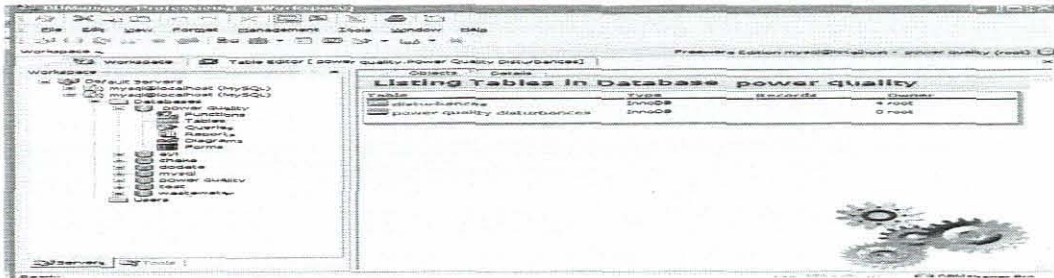 DBManager Professional - [Workspace]
File Edit View Format Management Tools Window Help
Workspace
Freeware Edition mysql@localhost - power quality (root)
Workspace Table Editor [ power quality.Power Quality Disturbances]
Workspace
Objects Details
Default Servers
mysql@localhost (MySQL)
mysql@localhost (MySQL)
Databases
power quality
Functions
Tables
Queries
Reports
Diagrams
Forms
chaka
dodata
mysql
power quality
test
wastewater
Users
Listing Tables in Database power quality
Table Type Records Owner
disturbances InnoDB 4 root
power quality disturbances InnoDB 0 root
Servers Tools
Ready